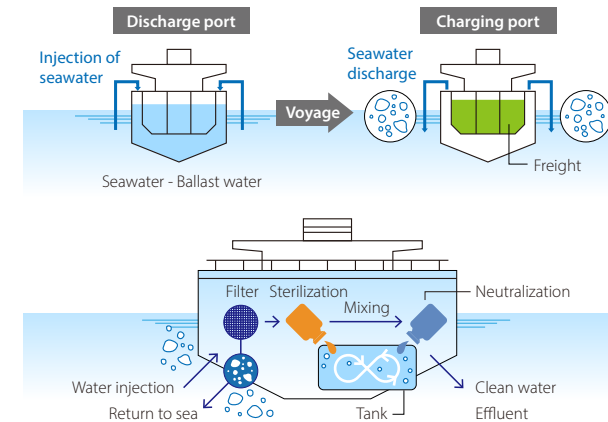 Discharge port
Charging port
Injection of
seawater
Seawater
discharge
Voyage
Freight
Seawater - Ballast water
Filter
Sterilization
Mixing
Neutralization
Water injection
Return to sea
Tank
Clean water
Effluent